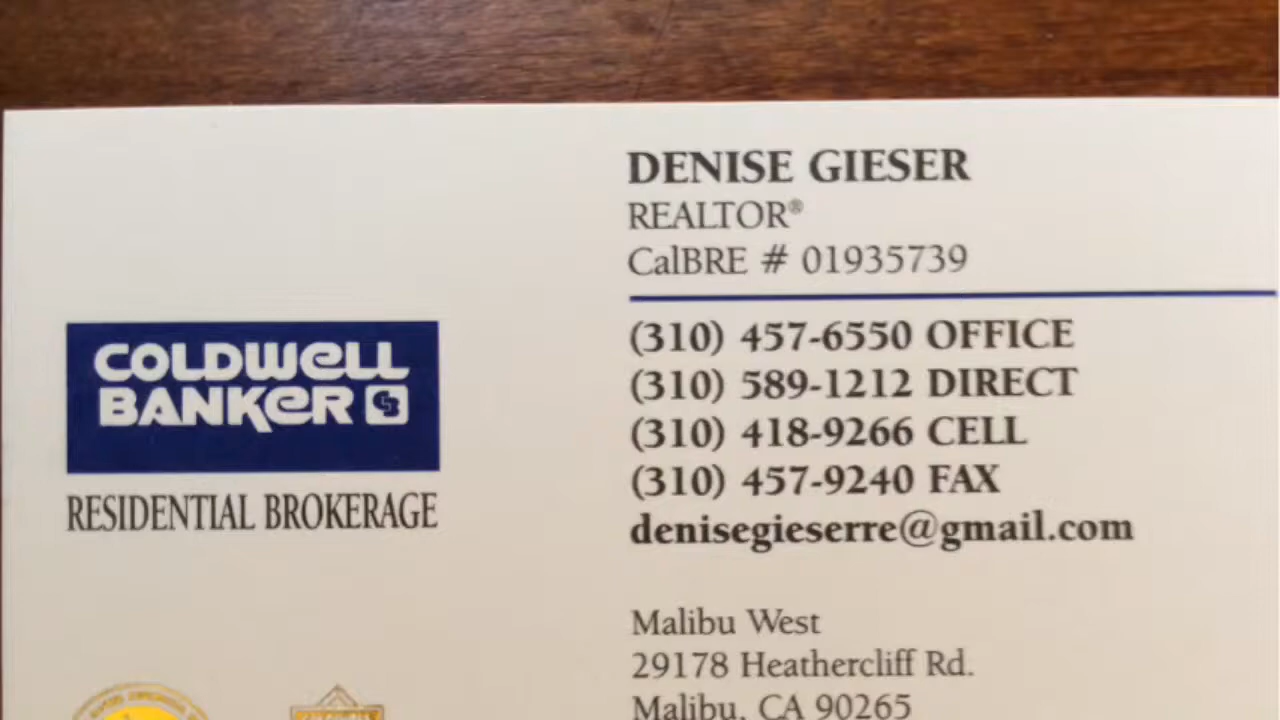 DENISE GIESER
REALTOR®
CalBRE # 01935739
(310) 457-6550 OFFICE
(310) 589-1212 DIRECT
(310) 418-9266 CELL
(310) 457-9240 FAX
denisegieserre@gmail.com
Malibu West
29178 Heathercliff Rd.
Malibu, CA 90265
COLDWELL
BANKER
RESIDENTIAL BROKERAGE